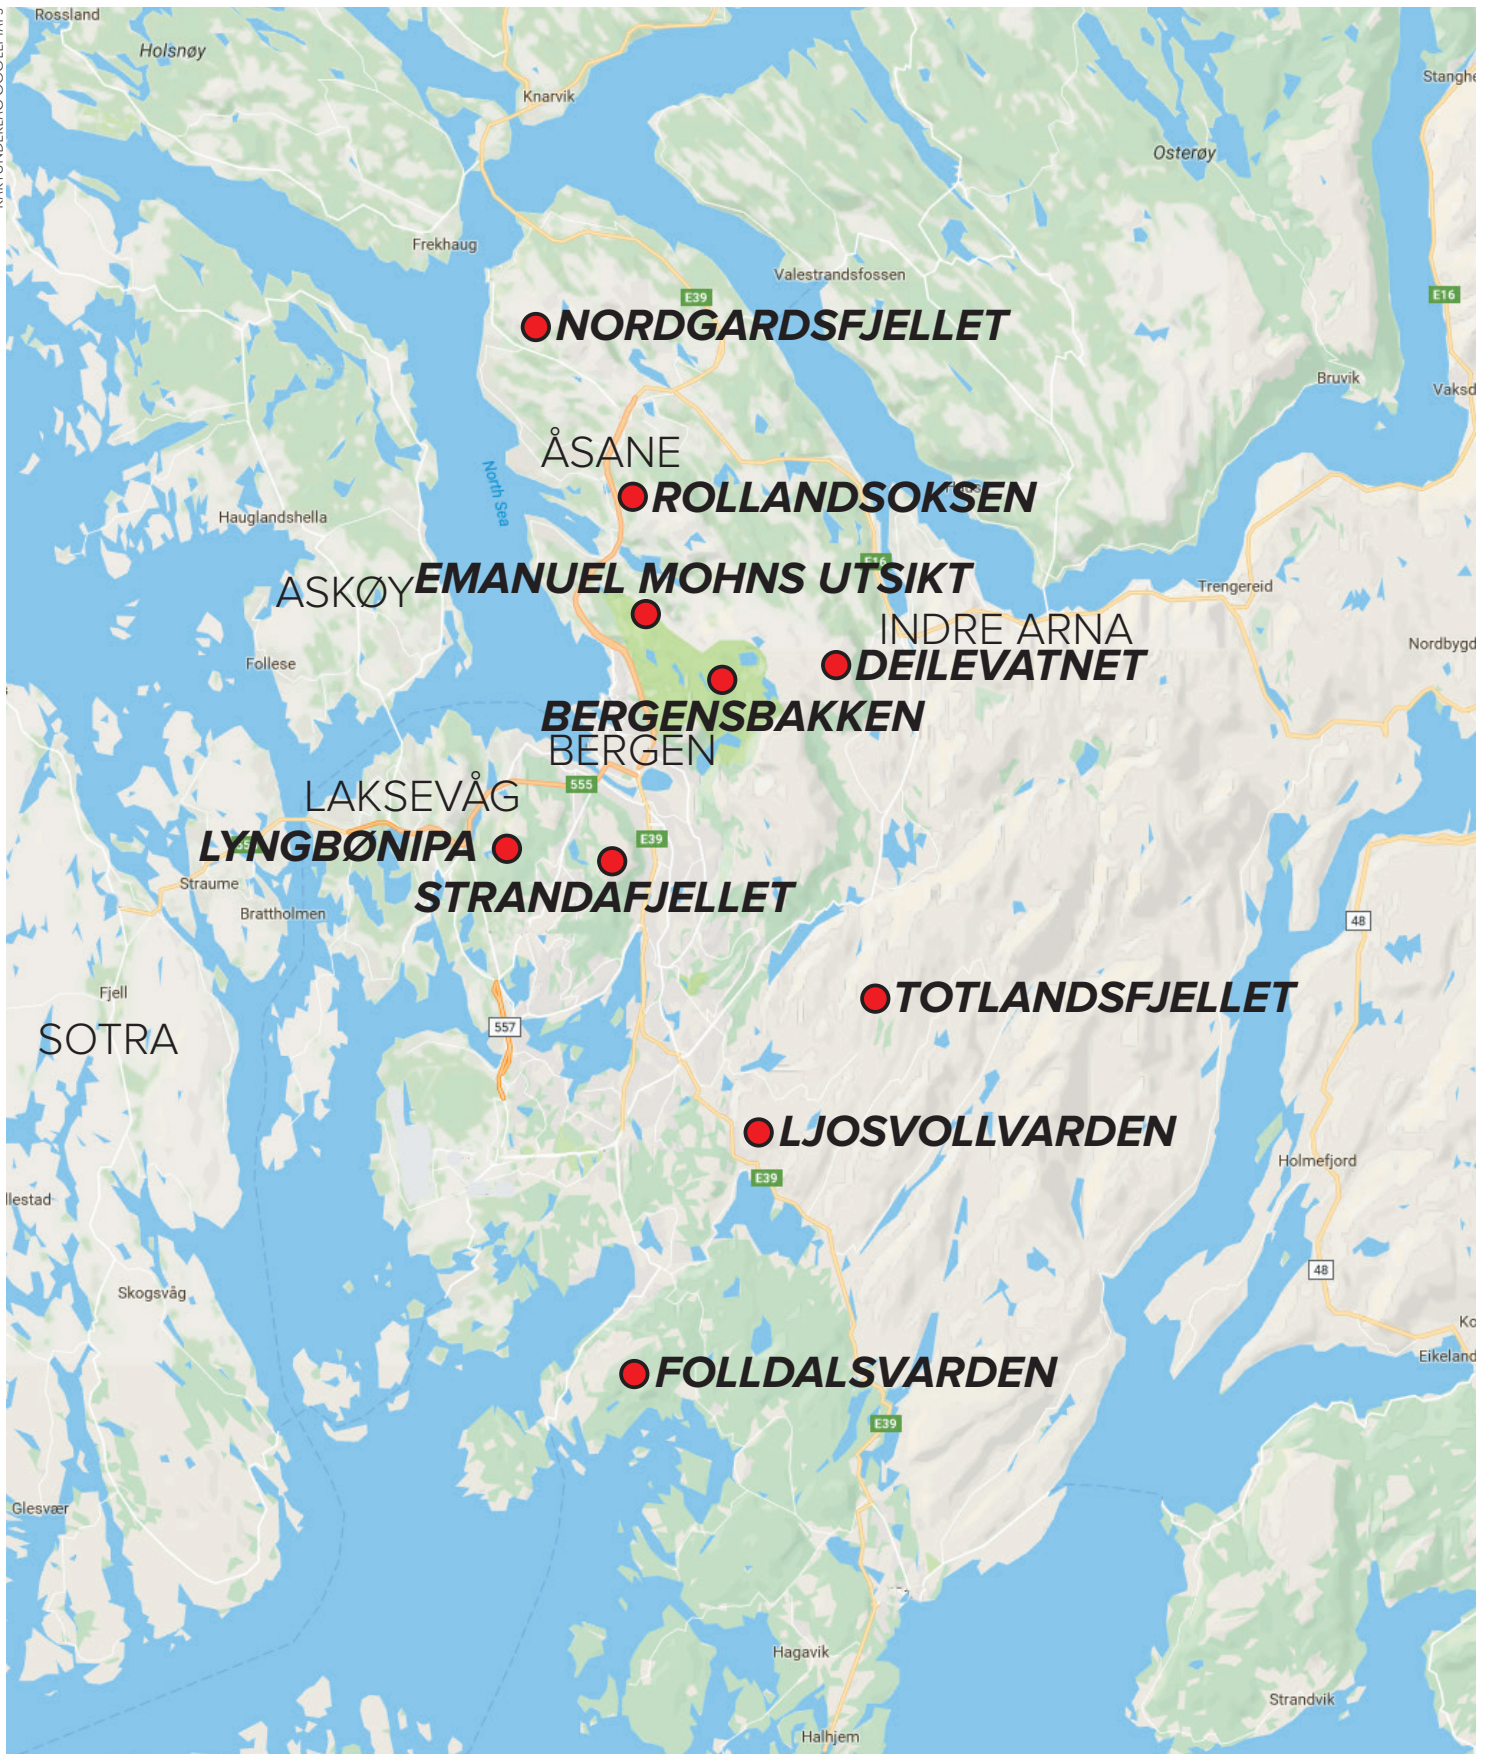 Rossland
Holsnøy
Stanghe
Knarvik
Osterøy
Frekhaug
Valestrandsfossen
E39
E16
NORDGARDSFJELLET
Bruvik
Vaksd
ÅSANE
North Sea
ROLLANDSOKSEN
Hauglandshella
E16
EMANUEL MOHNS UTSIKT
ASKØY
Trengereid
INDRE ARNA
Nordbygd
Follese
DEILEVATNET
BERGENSBAKKEN
BERGEN
555
LAKSEVÅG
E39
LYNGBØNIPA
Straume
STRANDAFJELLET
Brattholmen
48
Fjell
TOTLANDSFJELLET
557
SOTRA
LJOSVOLLVARDEN
Holmefjord
E39
llestad
48
Skogsvåg
Ko
Eikeland
FOLLDALSVARDEN
E39
Glesvær
Hagavik
Strandvik
Halhjem